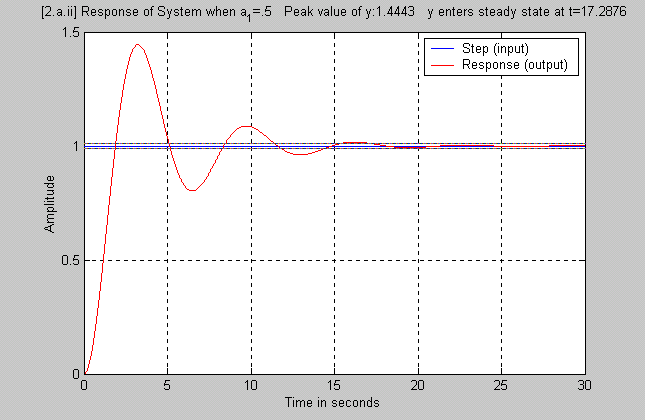 [2.a.ii] Response of System when a1=.5 Peak value of y:1.4443 y enters steady state at t=17.2876
Step (input)
Response (output)
1.5
1
0.5
0
Amplitude
0 5 10 15 20 25 30
Time in seconds